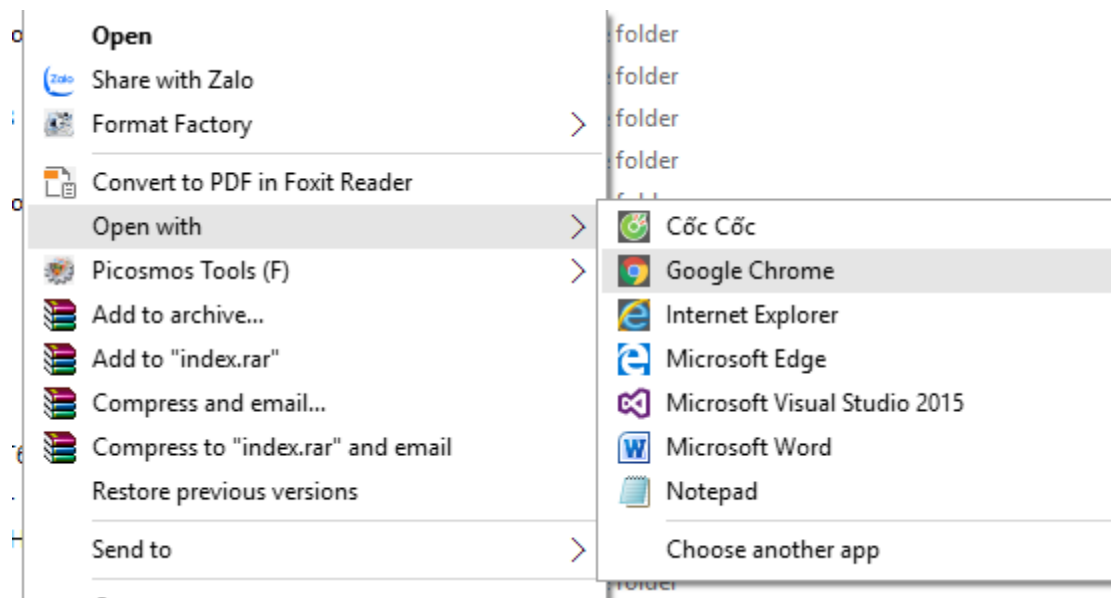 Open
Share with Zalo
Format Factory
Convert to PDF in Foxit Reader
Open with
Picosmos Tools (F)
Add to archive...
Add to "index.rar"
Compress and email...
Compress to "index.rar" and email
Restore previous versions
Send to
folder
folder
folder
folder
Cốc Cốc
Google Chrome
Internet Explorer
Microsoft Edge
Microsoft Visual Studio 2015
Microsoft Word
Notepad
Choose another app
folder